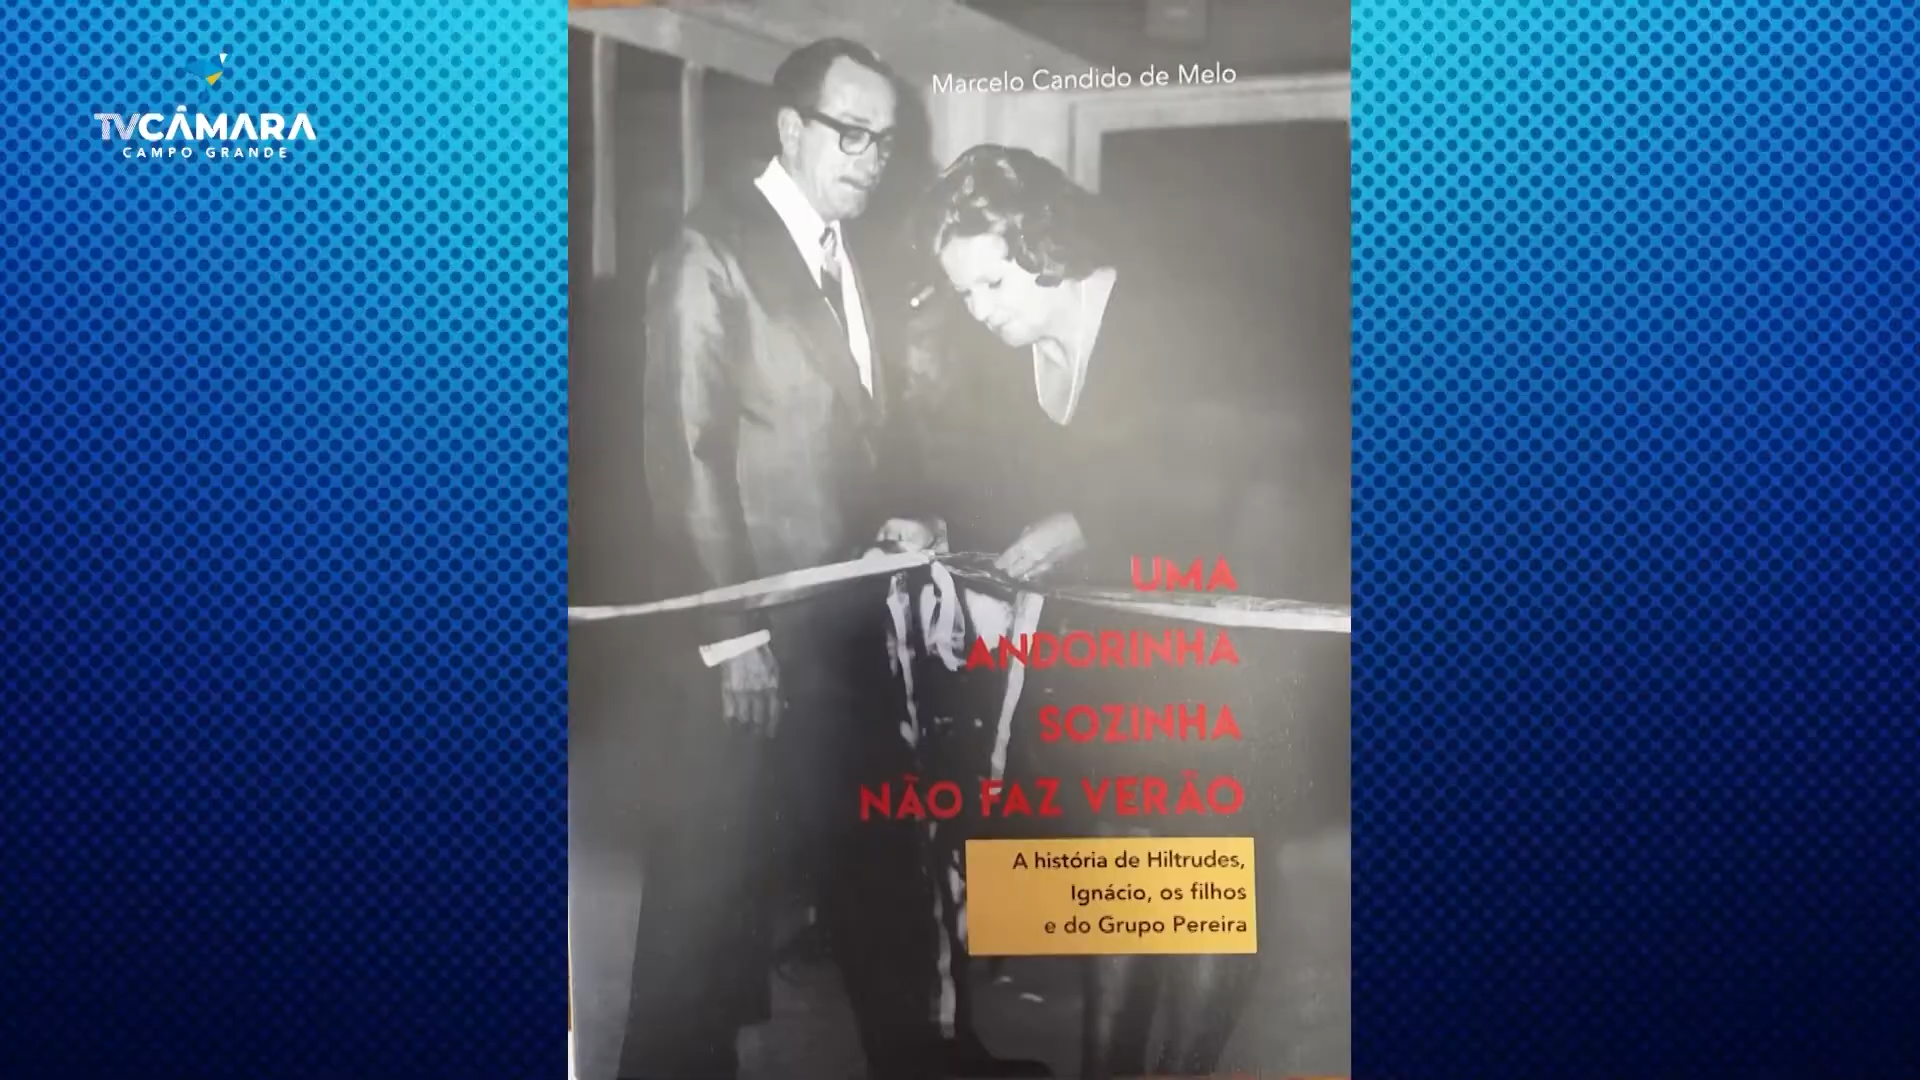 TVCÂMARA
CAMPO GRANDE
Marcelo Candido de Melo
UMA
ANDORINHA
SOZINHA
NÃO FAZ VERÃO
A história de Hiltrudes,
Ignácio, os filhos
e do Grupo Pereira